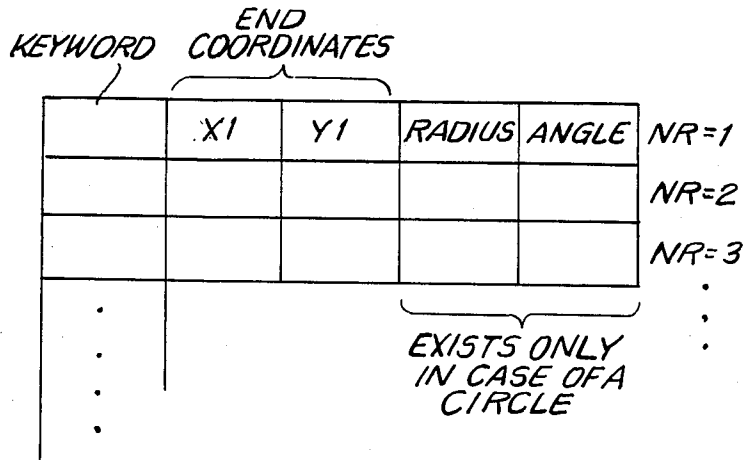 END
KEYWORD COORDINATES
X1 Y1 RADIUS ANGLE NR=1
NR=2
NR=3
EXISTS ONLY
IN CASE OF A
CIRCLE